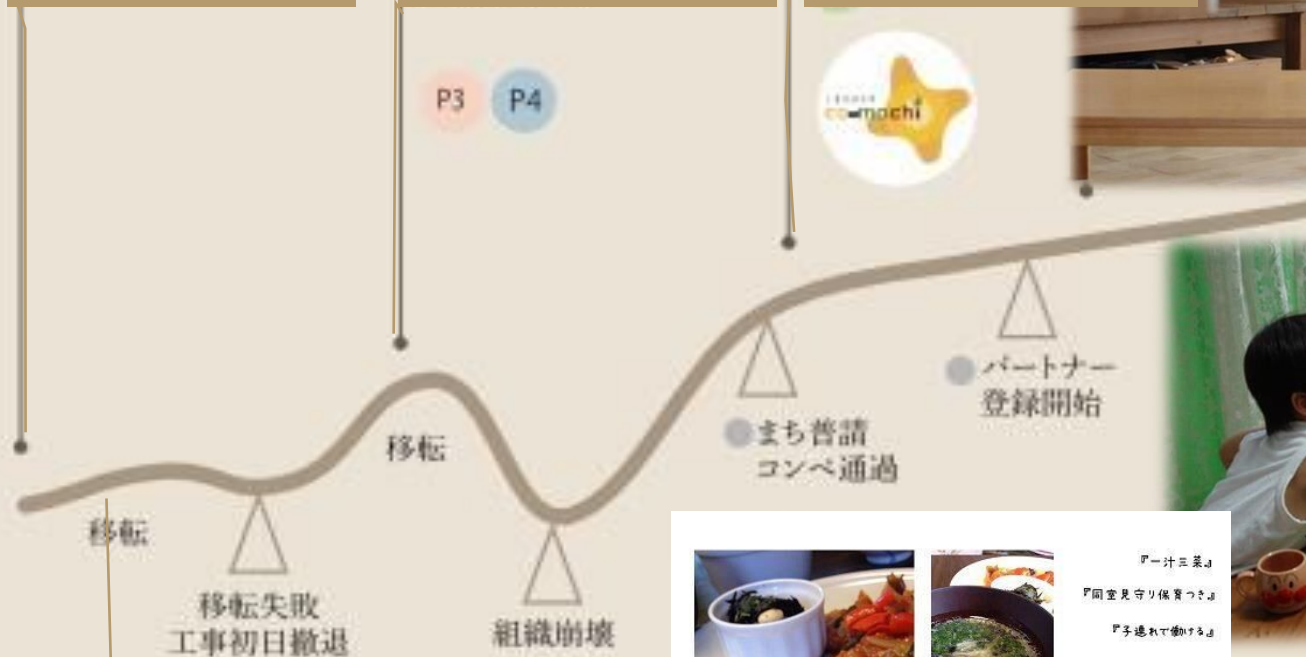 P3
P4
co-mochi
移転
移転失敗
工事初日撤退
移転
組織崩壊
まち普請
コンペ通過
パートナー
登録開始
『一汁三菜』
『同室見守り保育つき』
『子連れで働ける』